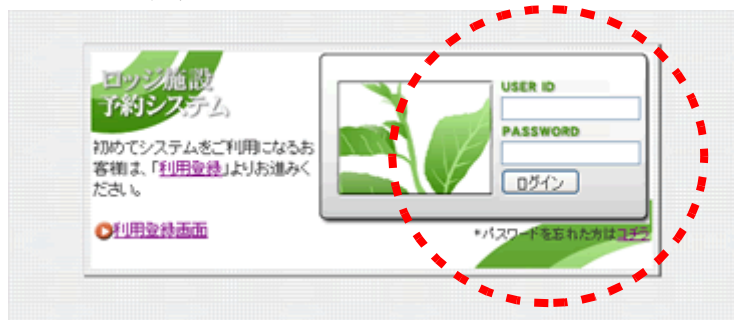 ロッジ施設
予約システム
初めてシステムをご利用になるお
客様は、「利用登録」よりお進みく
ださい。
利用登録画面
USER ID
PASSWORD
ログイン
*パスワードを忘れた方はコチラ